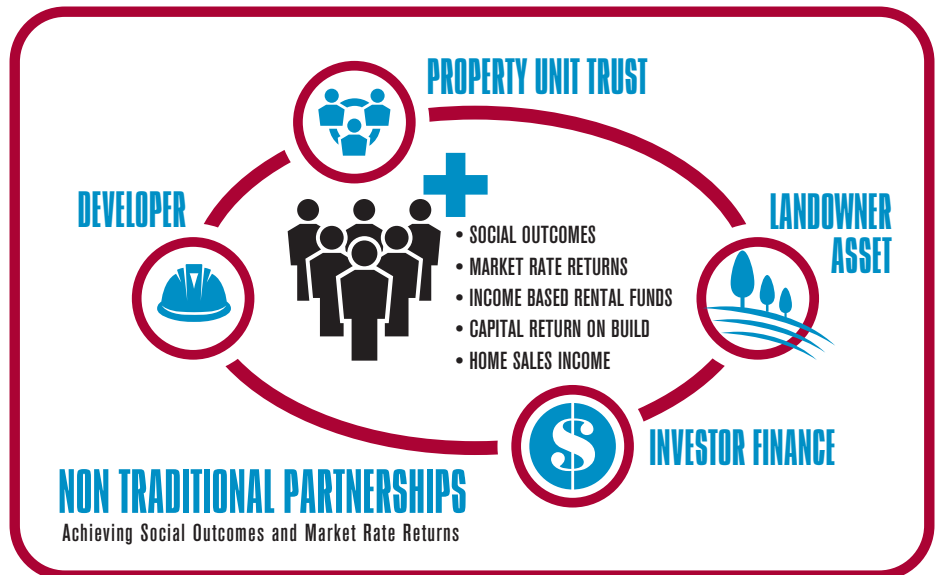 PROPERTY UNIT TRUST
DEVELOPER
LANDOWNER
ASSET
• SOCIAL OUTCOMES
• MARKET RATE RETURNS
• INCOME BASED RENTAL FUNDS
• CAPITAL RETURN ON BUILD
• HOME SALES INCOME
$
INVESTOR FINANCE
NON TRADITIONAL PARTNERSHIPS
Achieving Social Outcomes and Market Rate Returns